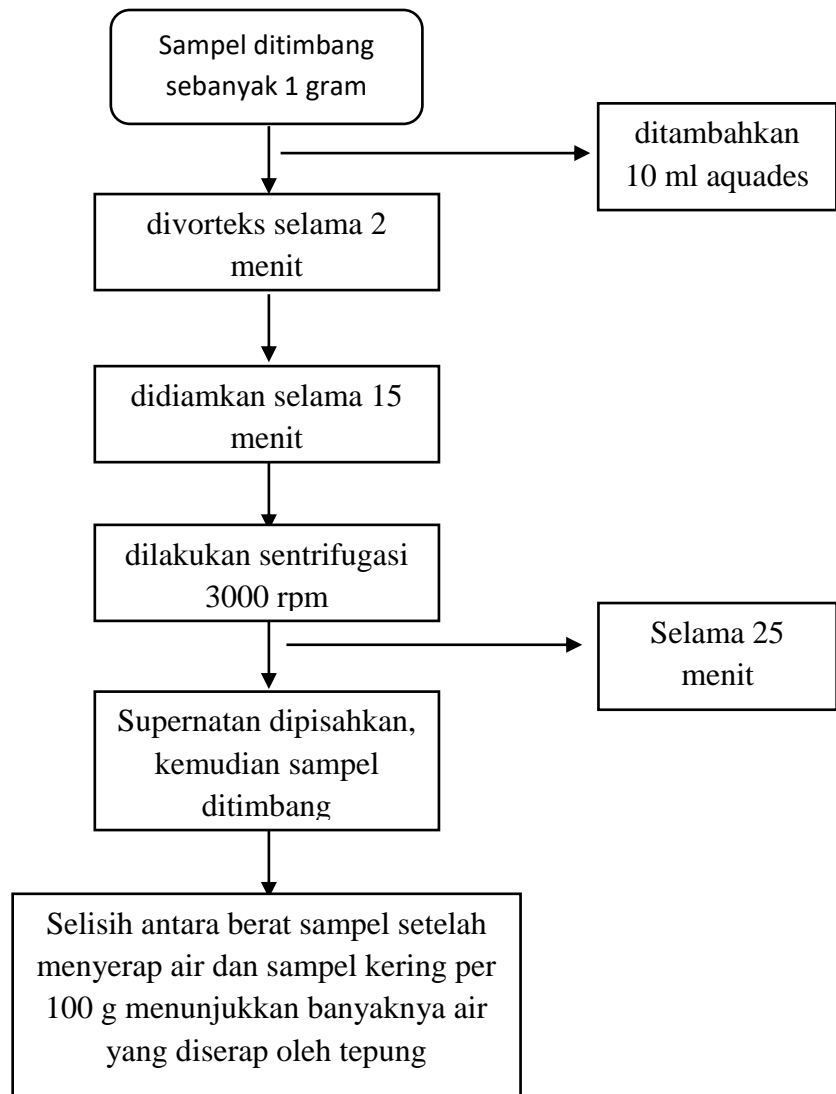 Sampel ditimbang
sebanyak 1 gram
ditambahkan
10 ml aquades
divorteks selama 2
menit
didiamkan selama 15
menit
dilakukan sentrifugasi
3000 rpm
Selama 25
menit
Supernatan dipisahkan,
kemudian sampel
ditimbang
Selisih antara berat sampel setelah
menyerap air dan sampel kering per
100 g menunjukkan banyaknya air
yang diserap oleh tepung